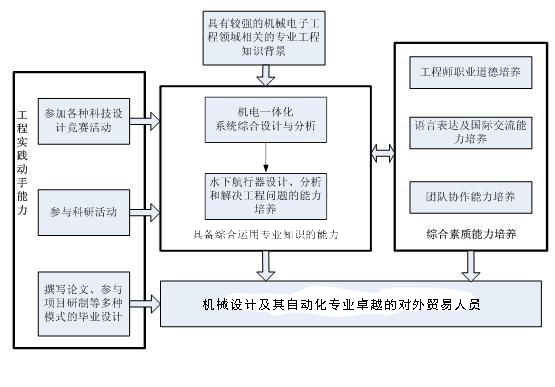 具有较强的机械电子工
程领域相关的专业工程
知识背景
工程实践动手能力
参加各种科技设
计竞赛活动
参与科研活动
撰写论文、参与
项目研制等多种
模式的毕业设计
机电一体化
系统综合设计与分析
水下航行器设计、分析
和解决工程问题的能力
培养
具备综合运用专业知识的能力
工程师职业道德培养
语言表达及国际交流能
力培养
团队协作能力培养
综合素质能力培养
机械设计及其自动化专业卓越的对外贸易人员